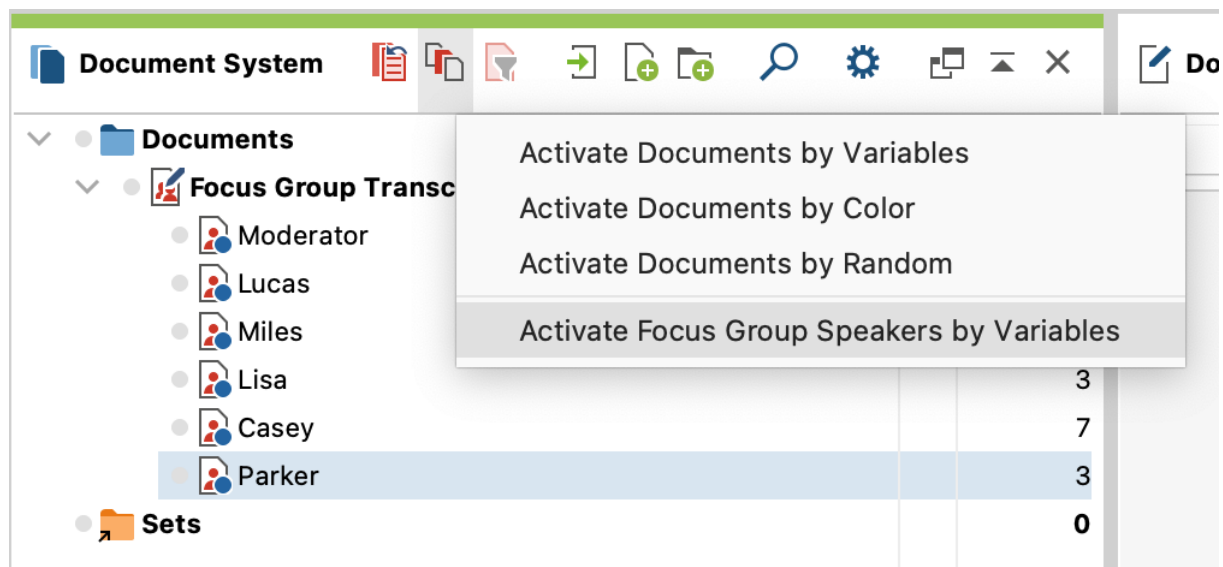 Document System
Do
Documents
Focus Group Transc
Moderator
Lucas
Miles
Lisa 3
Casey 7
Parker 3
Sets 0
Activate Documents by Variables
Activate Documents by Color
Activate Documents by Random
Activate Focus Group Speakers by Variables